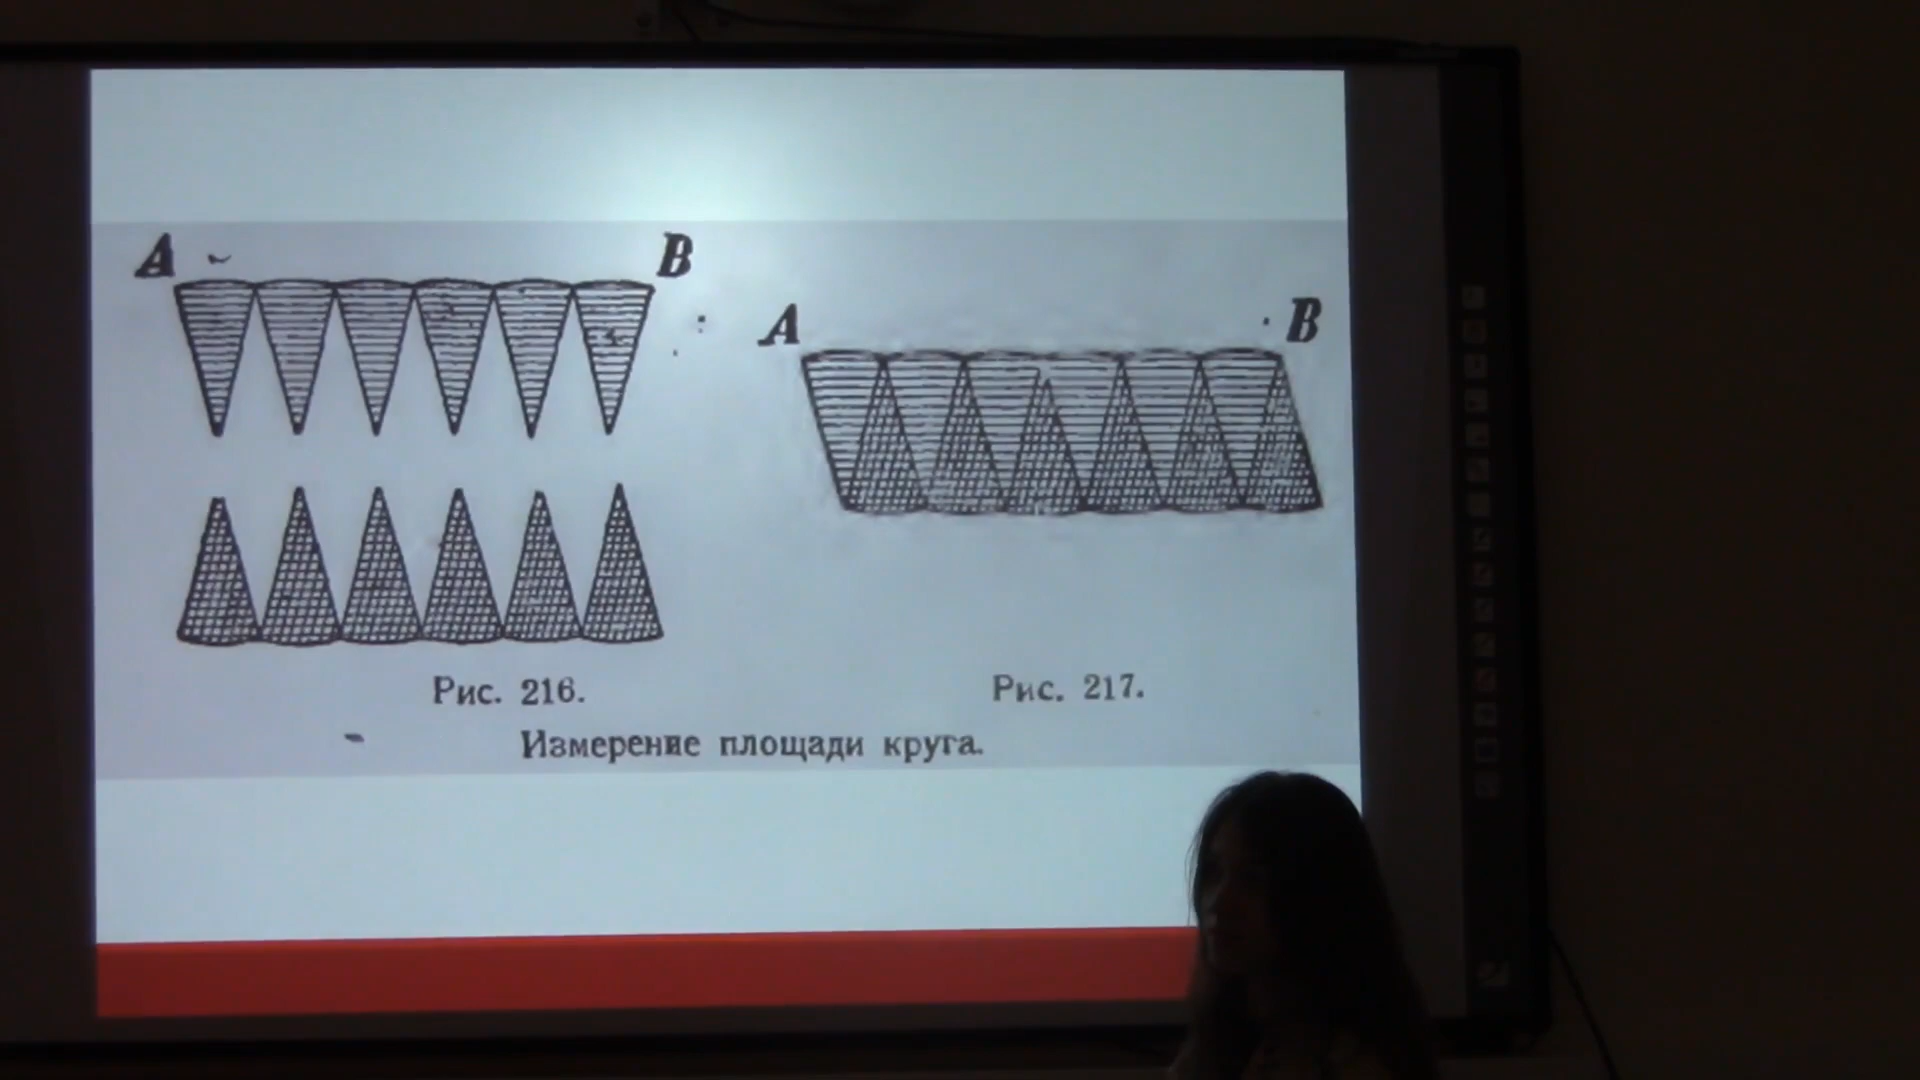 A B
A B
Рис. 216.
Рис. 217.
Измерение площади круга.